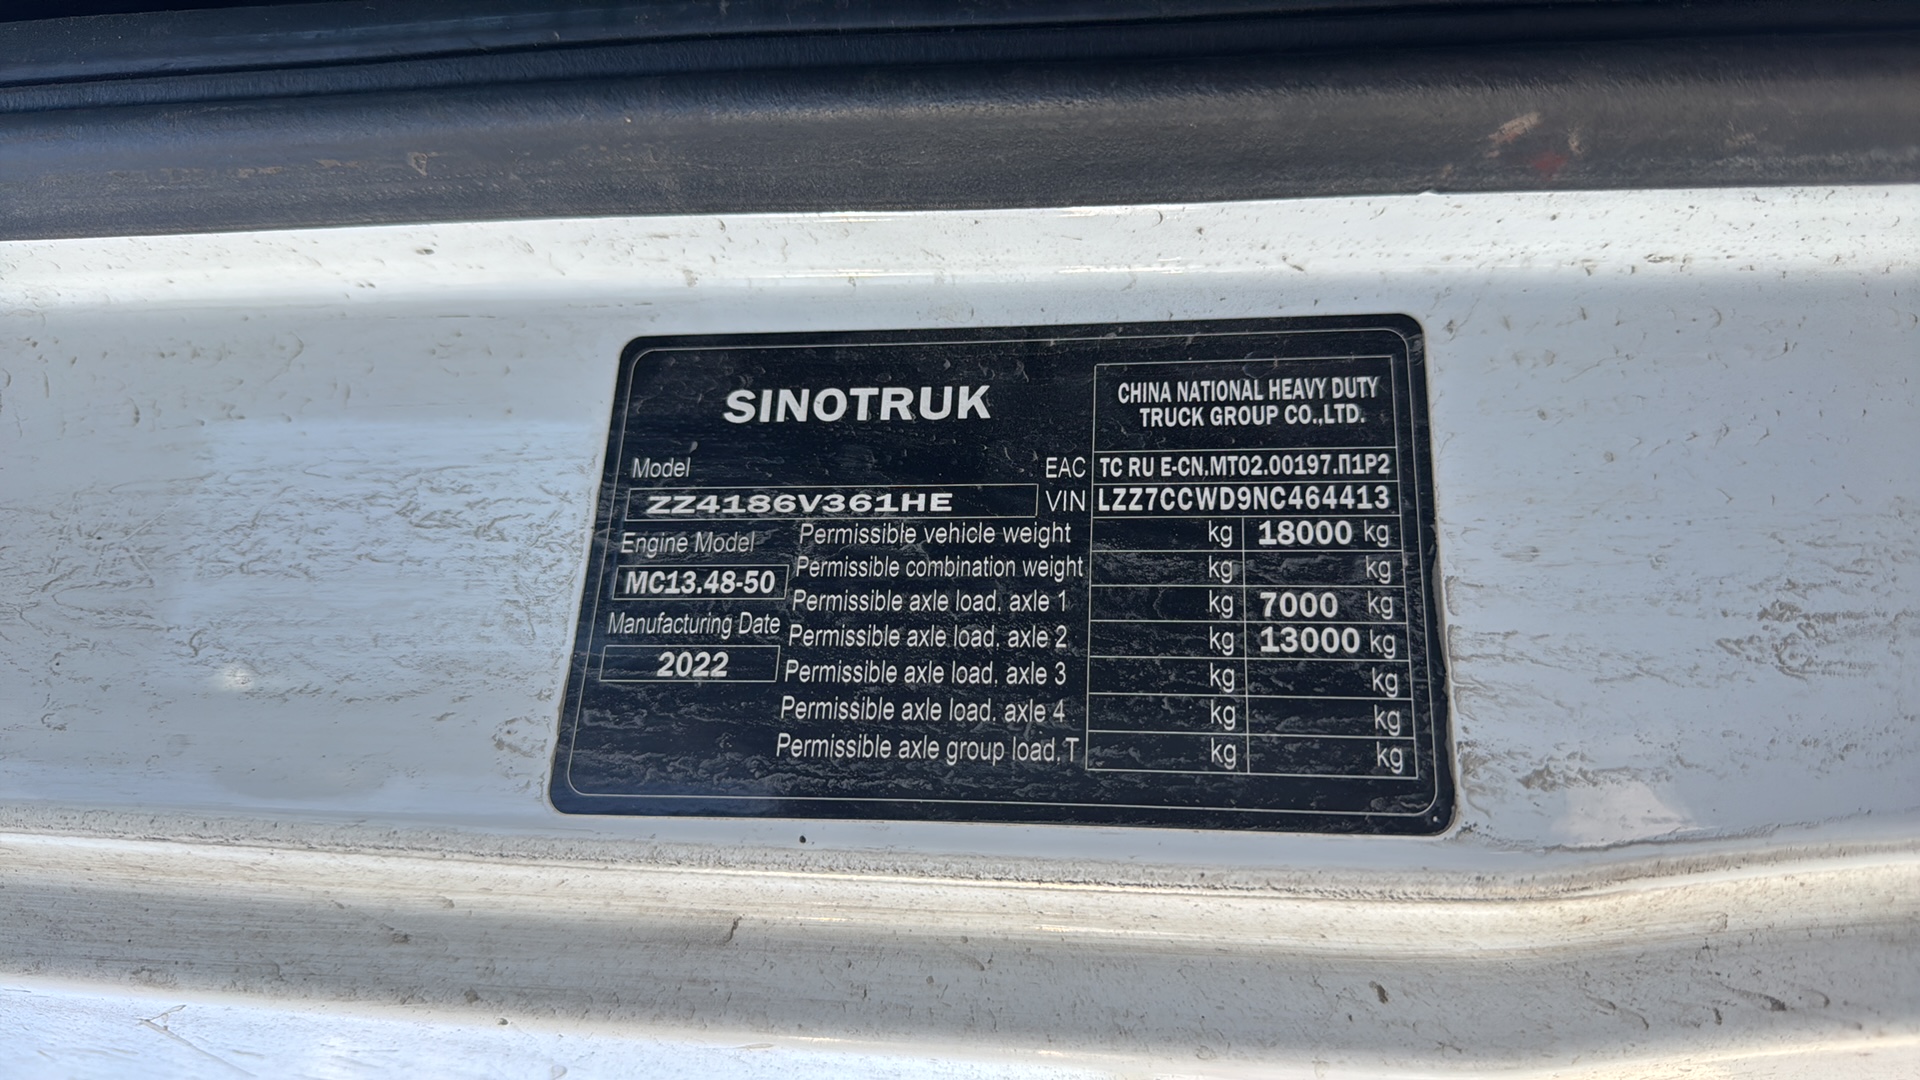 SINOTRUK
CHINA NATIONAL HEAVY DUTY
TRUCK GROUP CO.,LTD.
Model
EAC TC RU E-CN.MT02.00197.П1Р2
ZZ4186V361HE VIN LZZ7CCWD9NC464413
Engine Model Permissible vehicle weight kg 18000 kg
MC13.48-50 Permissible combination weight kg kg
Permissible axle load. axle 1 kg 7000 kg
Manufacturing Date Permissible axle load. axle 2 kg 13000 kg
2022 Permissible axle load. axle 3 kg kg
Permissible axle load. axle 4 kg kg
Permissible axle group load.T kg kg